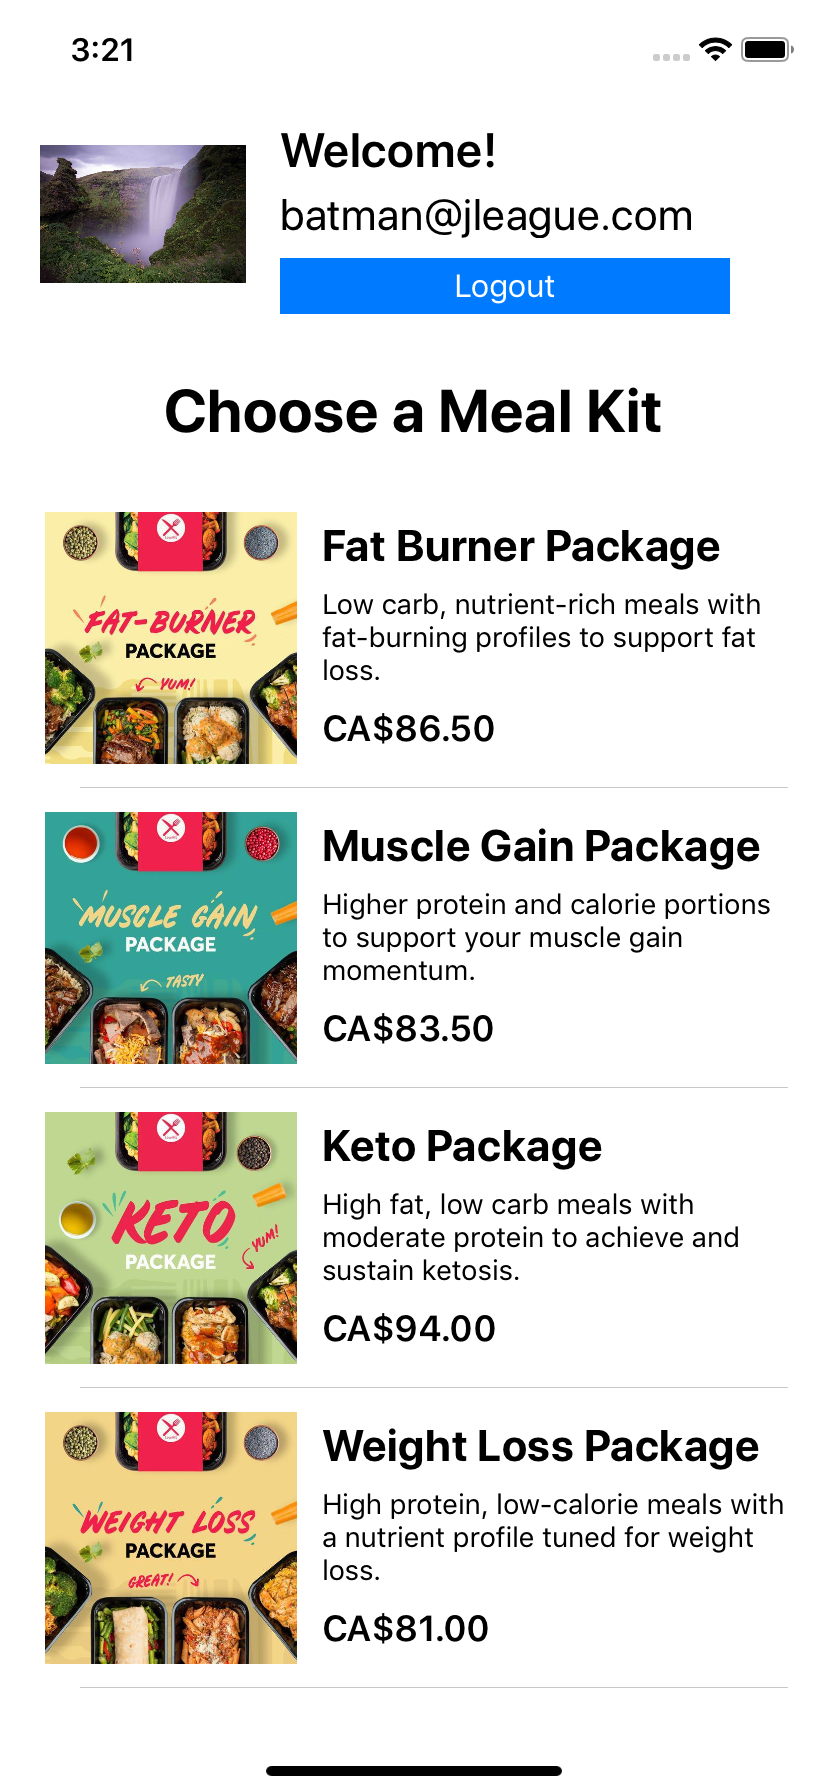 3:21
Welcome!
batman@jleague.com
Logout
Choose a Meal Kit
FAT-BURNER
PACKAGE
YUM!
Fat Burner Package
Low carb, nutrient-rich meals with
fat-burning profiles to support fat
loss.
CA$86.50
MUSCLE GAIN
PACKAGE
TASTY
Muscle Gain Package
Higher protein and calorie portions
to support your muscle gain
momentum.
CA$83.50
KETO
PACKAGE
YUM!
Keto Package
High fat, low carb meals with
moderate protein to achieve and
sustain ketosis.
CA$94.00
WEIGHT LOSS
PACKAGE
GREAT!
Weight Loss Package
High protein, low-calorie meals with
a nutrient profile tuned for weight
loss.
CA$81.00